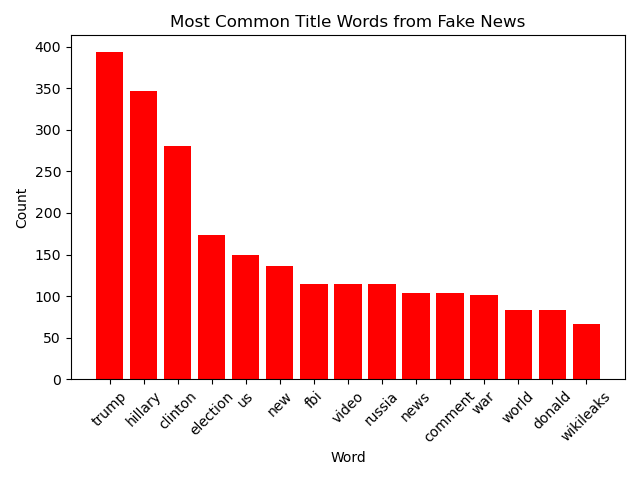 Most Common Title Words from Fake News
Count
400
350
300
250
200
150
100
50
0
trump
hillary
clinton
election
us
new
fbi
video
russia
news
comment
war
world
donald
wikileaks
Word